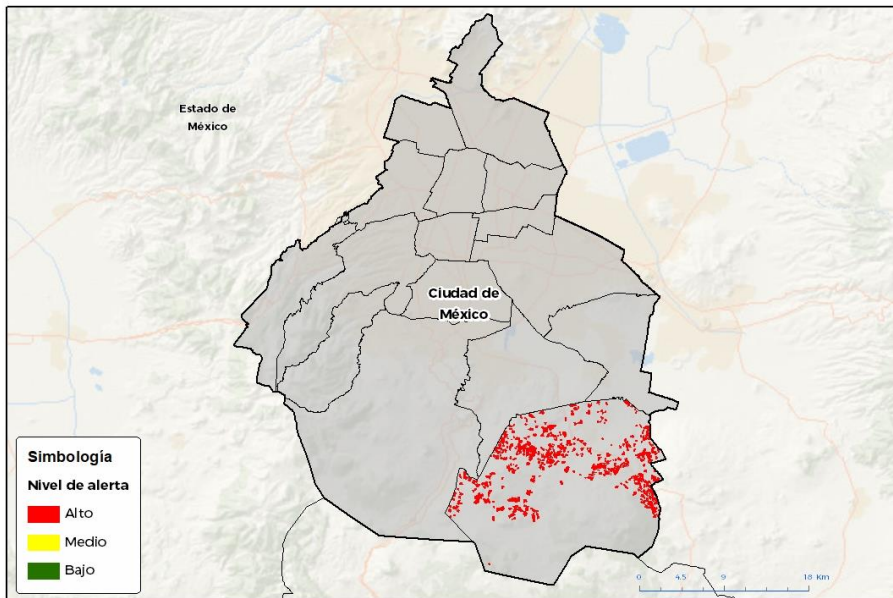 Estado de
México
Ciudad de
México
Simbología
Nivel de alerta
Alto
Medio
Bajo
0 4.5 9 18 km